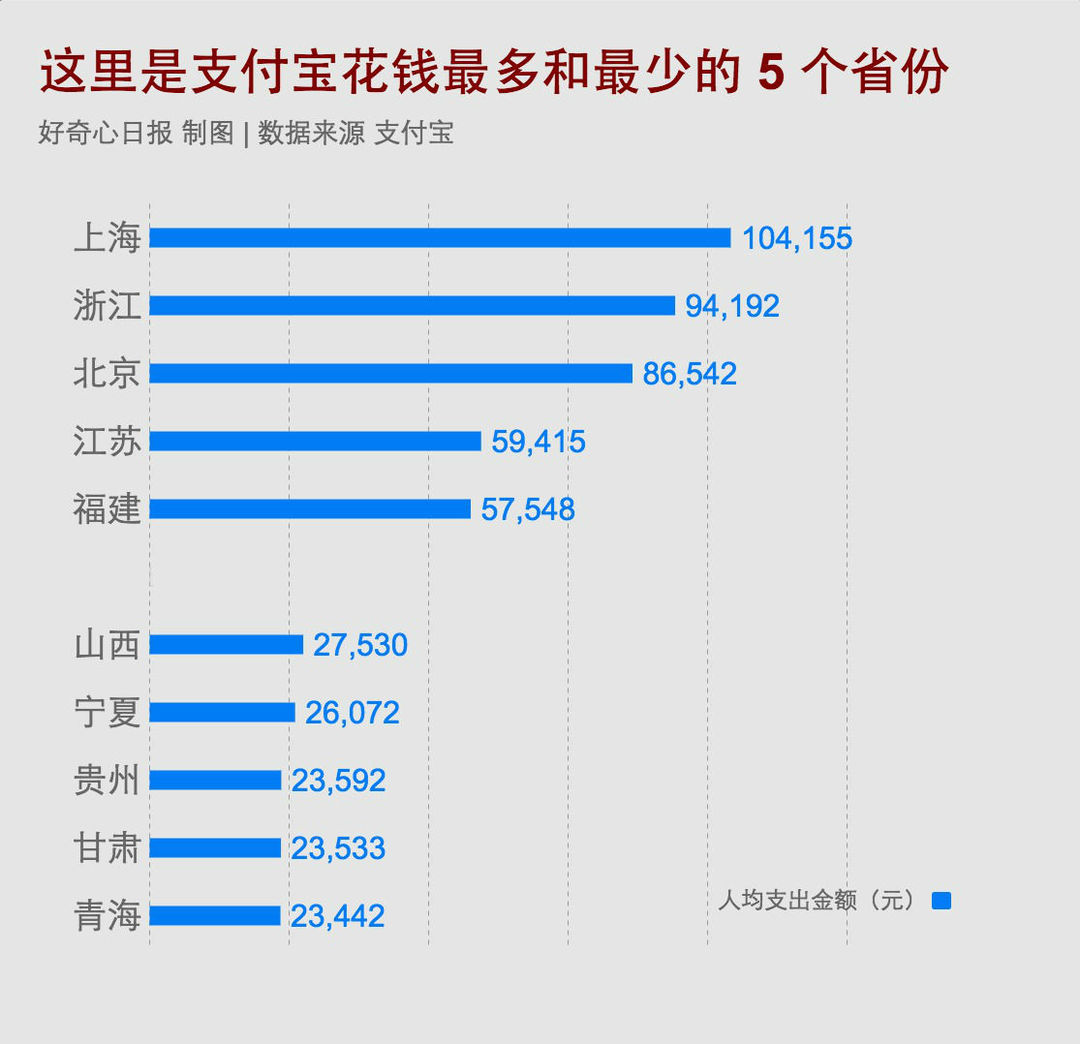 这里是支付宝花钱最多和最少的 5 个省份
好奇心日报 制图 | 数据来源 支付宝
上海 104,155
浙江 94,192
北京 86,542
江苏 59,415
福建 57,548
山西 27,530
宁夏 26,072
贵州 23,592
甘肃 23,533
青海 23,442
人均支出金额（元）